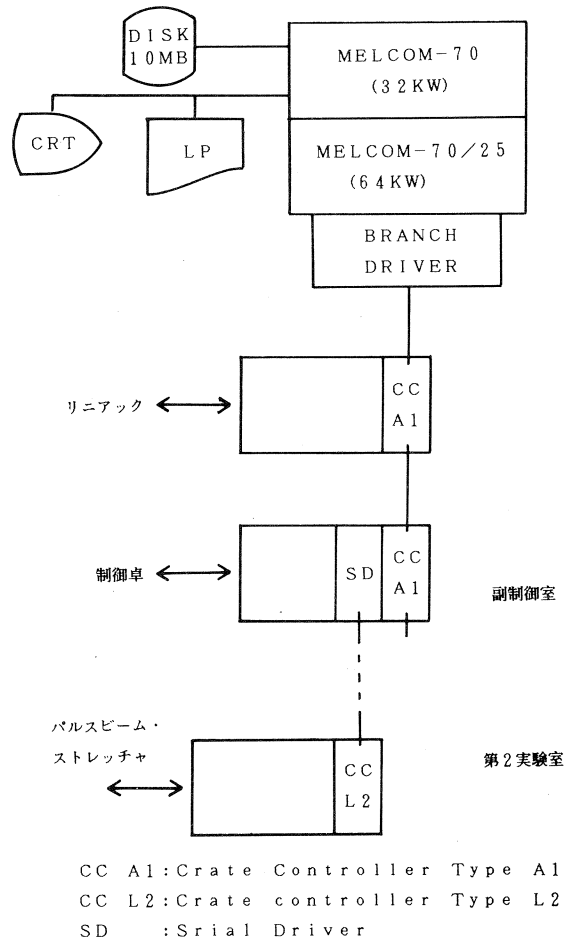 DISK
10MB
MELCOM-70
(32KW)
CRT
LP
MELCOM-70/25
(64KW)
BRANCH
DRIVER
リニアック
CC
A1
制御卓
SD
CC
A1
副制御室
パルスビーム・
ストレッチャ
CC
L2
第2実験室
CC A1:Crate Controller Type A1
CC L2:Crate controller Type L2
SD :Srial Driver